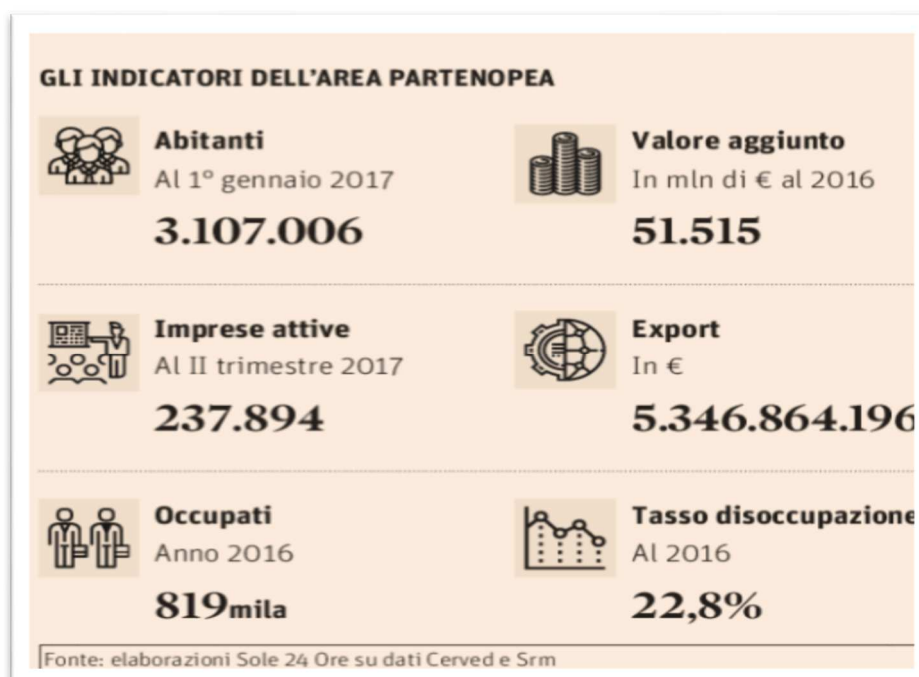 GLI INDICATORI DELL'AREA PARTENOPEA
Abitanti
Al 1º gennaio 2017
3.107.006
Valore aggiunto
In mln di € al 2016
51.515
Imprese attive
Al II trimestre 2017
237.894
Export
In €
5.346.864.196
Occupati
Anno 2016
819mila
Tasso disoccupazione
Al 2016
22,8%
Fonte: elaborazioni Sole 24 Ore su dati Cerved e Srm